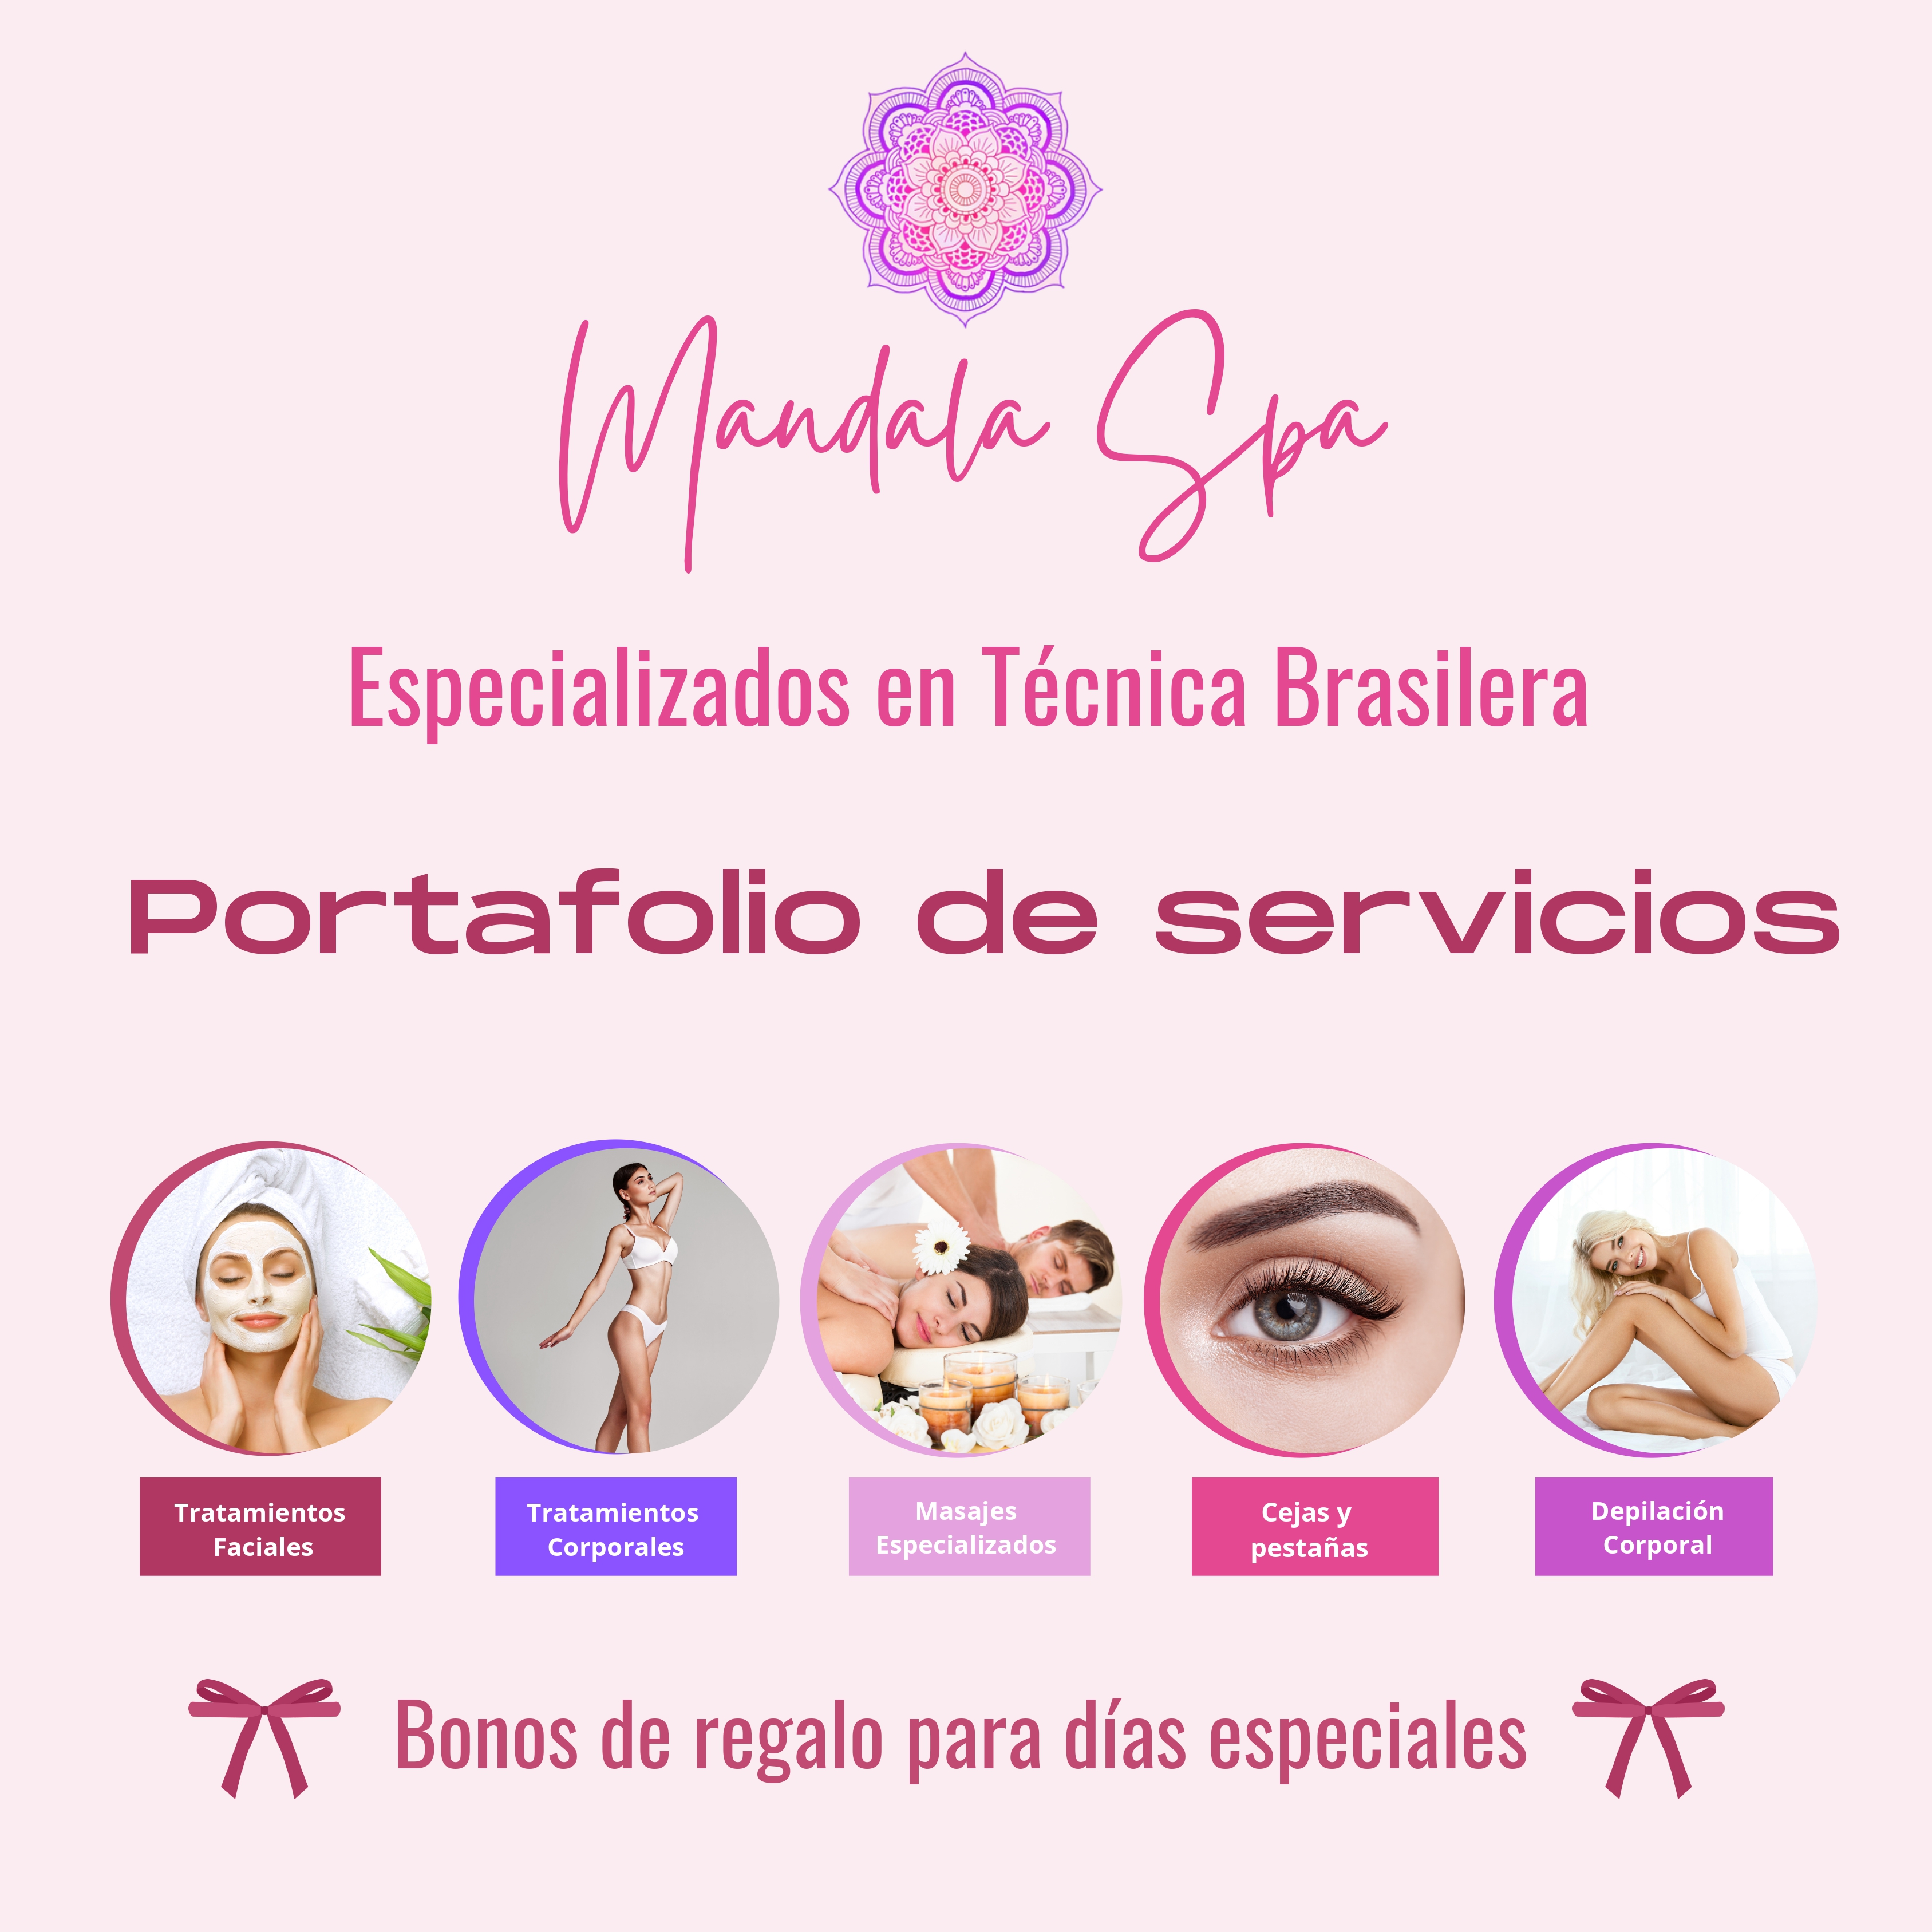 Mandala Spa
Especializados en Técnica Brasilera
Portafolio de servicios
Tratamientos
Faciales
Tratamientos
Corporales
Masajes
Especializados
Cejas y
pestañas
Depilación
Corporal
Bonos de regalo para días especiales